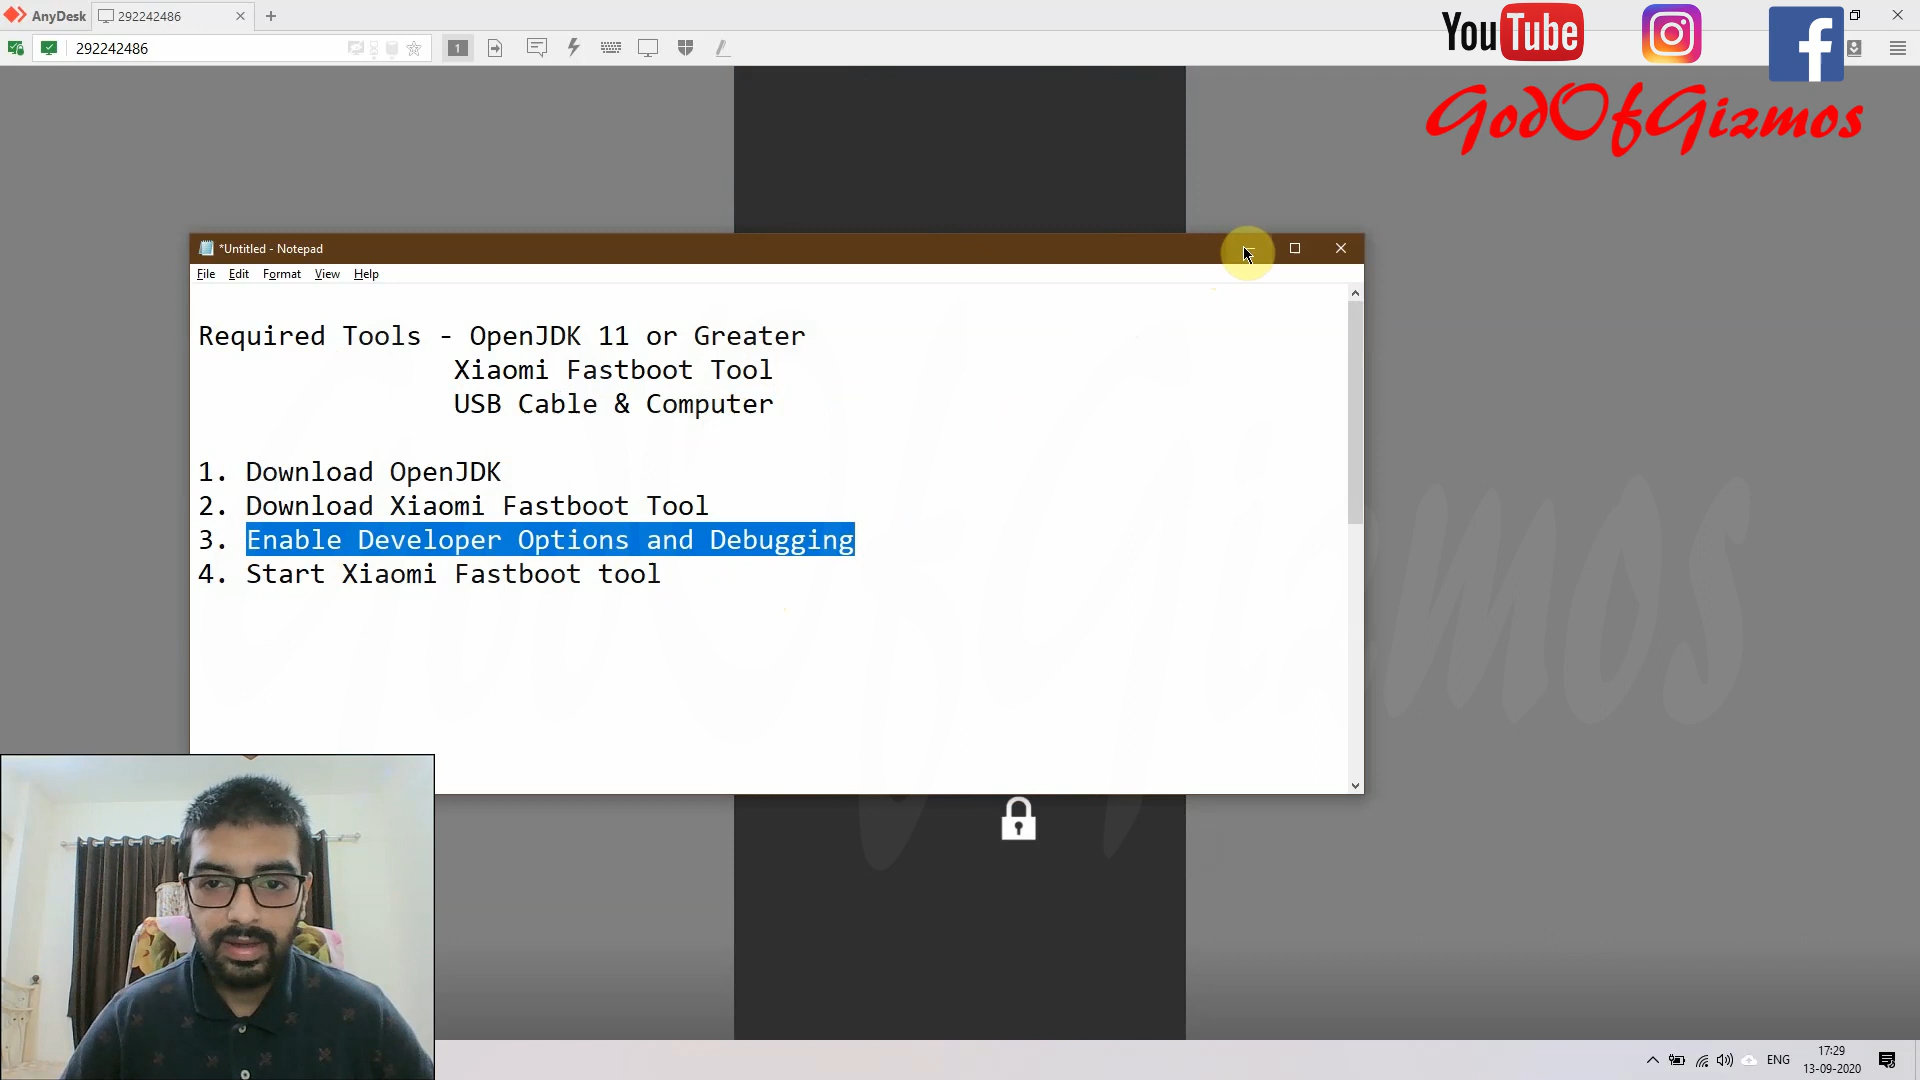 AnyDesk
292242486
292242486
1
YouTube
GodOfGizmos
*Untitled - Notepad
File Edit Format View Help
Required Tools - OpenJDK 11 or Greater
Xiaomi Fastboot Tool
USB Cable & Computer
1. Download OpenJDK
2. Download Xiaomi Fastboot Tool
3. Enable Developer Options and Debugging
4. Start Xiaomi Fastboot tool
GodOfGizmos
ENG
17:29
13-09-2020